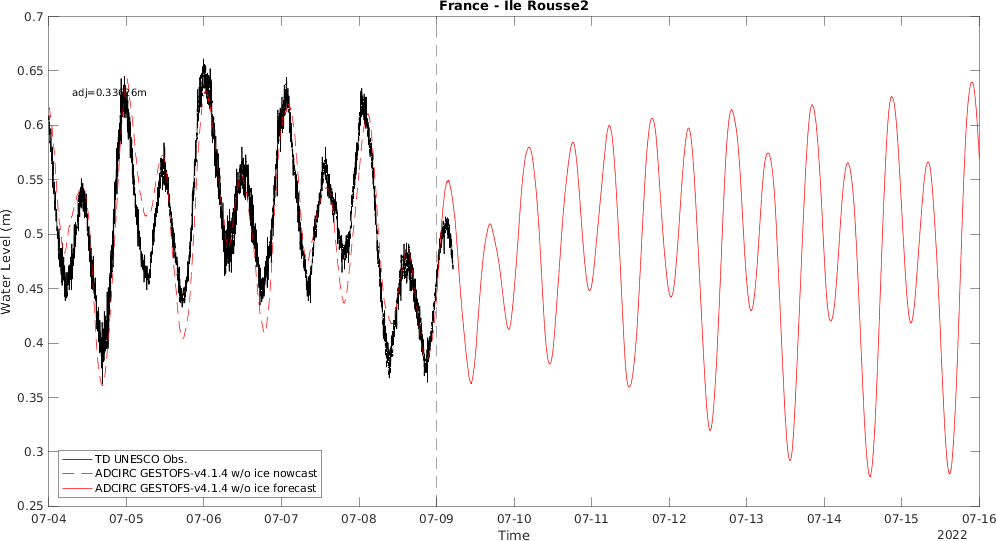 France - Ile Rousse2
0.7
0.65
0.6
0.55
0.5
0.45
0.4
0.35
0.3
0.25
Water Level (m)
TD UNESCO Obs.
ADCIRC GESTOFS-v4.1.4 w/o ice nowcast
ADCIRC GESTOFS-v4.1.4 w/o ice forecast
07-04 07-05 07-06 07-07 07-08 07-09 07-10 07-11 07-12 07-13 07-14 07-15 07-16
Time
2022